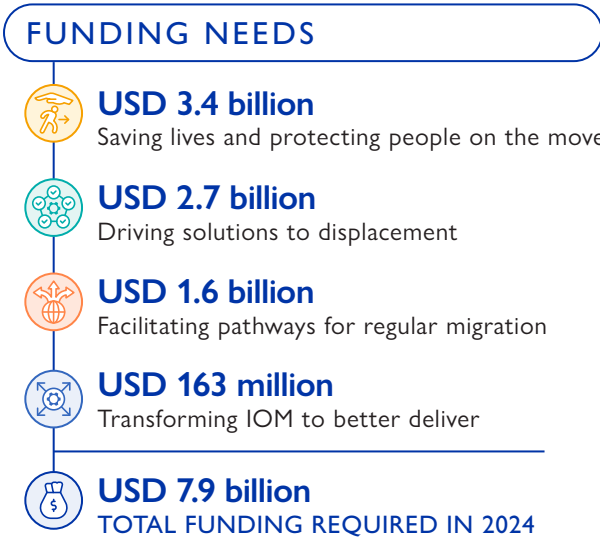 FUNDING NEEDS
USD 3.4 billion
Saving lives and protecting people on the move
USD 2.7 billion
Driving solutions to displacement
USD 1.6 billion
Facilitating pathways for regular migration
USD 163 million
Transforming IOM to better deliver
$
USD 7.9 billion
TOTAL FUNDING REQUIRED IN 2024